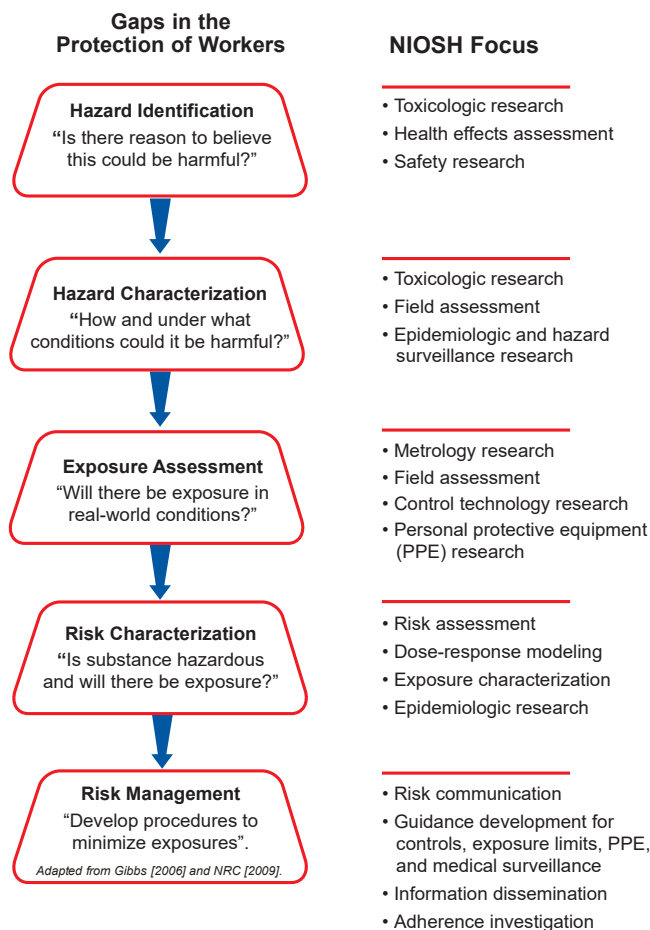 Gaps in the
Protection of Workers
NIOSH Focus
Hazard Identification
“Is there reason to believe
this could be harmful?”
• Toxicologic research
• Health effects assessment
• Safety research
Hazard Characterization
“How and under what
conditions could it be harmful?”
• Toxicologic research
• Field assessment
• Epidemiologic and hazard
surveillance research
Exposure Assessment
“Will there be exposure in
real-world conditions?”
• Metrology research
• Field assessment
• Control technology research
• Personal protective equipment
(PPE) research
Risk Characterization
“Is substance hazardous
and will there be exposure?”
• Risk assessment
• Dose-response modeling
• Exposure characterization
• Epidemiologic research
Risk Management
“Develop procedures to
minimize exposures”.
Adapted from Gibbs [2006] and NRC [2009].
• Risk communication
• Guidance development for
controls, exposure limits, PPE,
and medical surveillance
• Information dissemination
• Adherence investigation